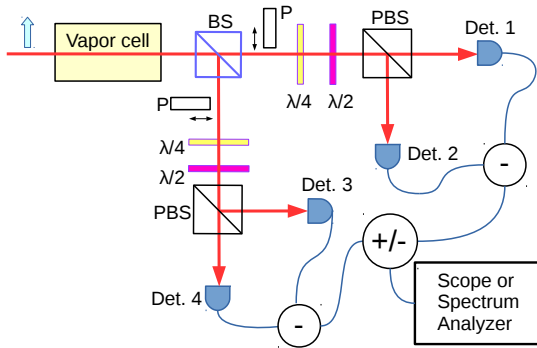 Vapor cell
BS
P
PBS
Det. 1
λ/4
λ/2
P
Det. 2
-
λ/4
λ/2
Det. 3
PBS
+/-
Det. 4
-
Scope or
Spectrum
Analyzer